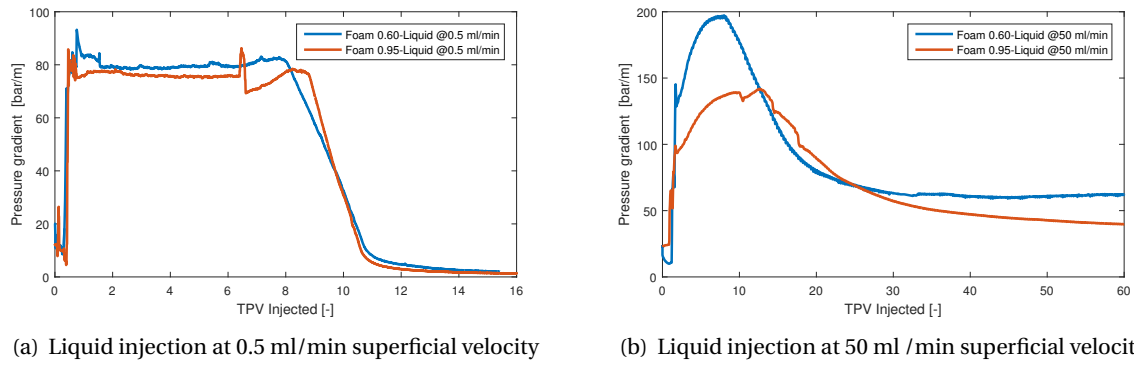 100
80
60
40
20
0
Pressure gradient [bar/m]
0 2 4 6 8 10 12 14 16
TPV Injected [-]
Foam 0.60-Liquid @0.5 ml/min)
Foam 0.95-Liquid @0.5 ml/min)
(a) Liquid injection at 0.5 ml/min superficial velocity
200
150
100
50
0
Pressure gradient [bar/m]
0 10 20 30 40 50 60
TPV Injected [-]
Foam 0.60-Liquid @50 ml/min)
Foam 0.95-Liquid @50 ml/min)
(b) Liquid injection at 50 ml /min superficial velocit